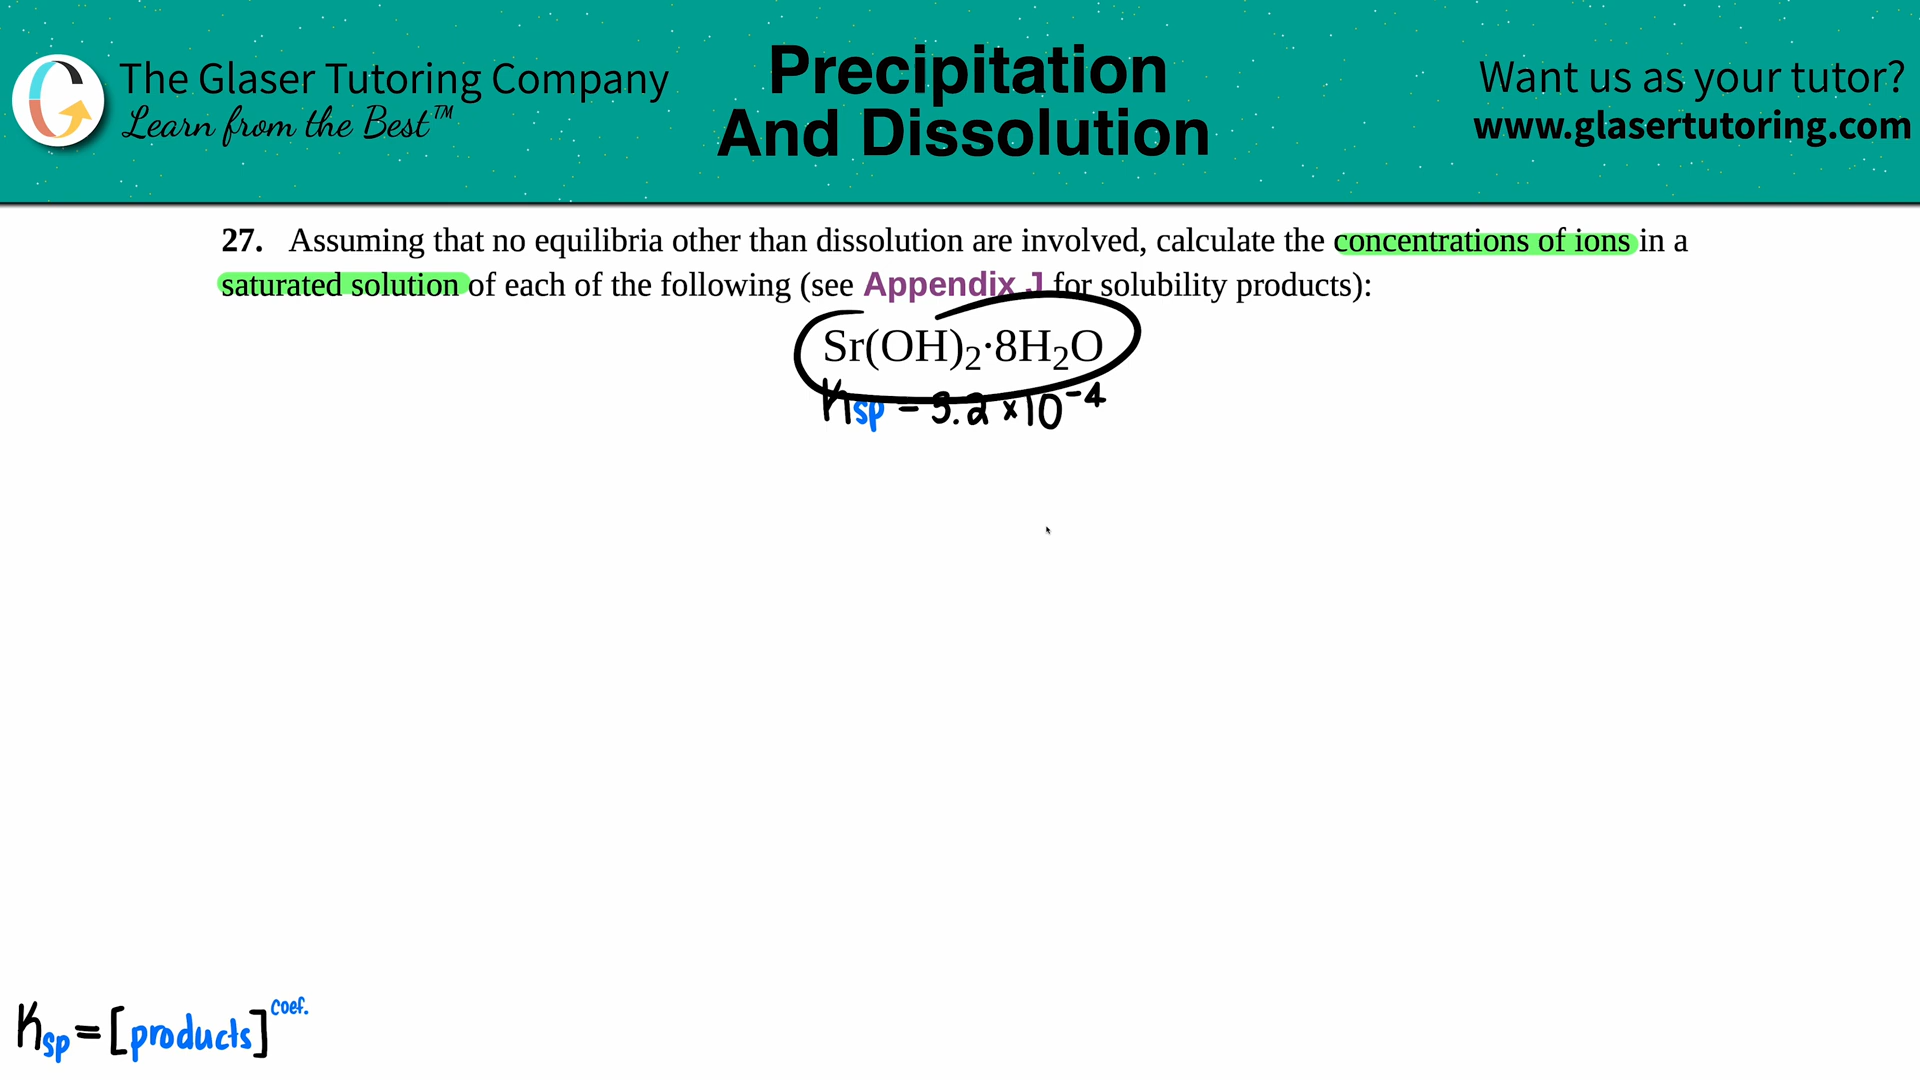 The Glaser Tutoring Company
Learn from the Best™
Precipitation
And Dissolution
Want us as your tutor?
www.glasertutoring.com
27. Assuming that no equilibria other than dissolution are involved, calculate the concentrations of ions in a
saturated solution of each of the following (see Appendix J for solubility products):
Sr(OH)₂·8H₂O
Ksp = 3.2 × 10⁻⁴
Ksp = [products]ᶜᵒᵉᶠ·